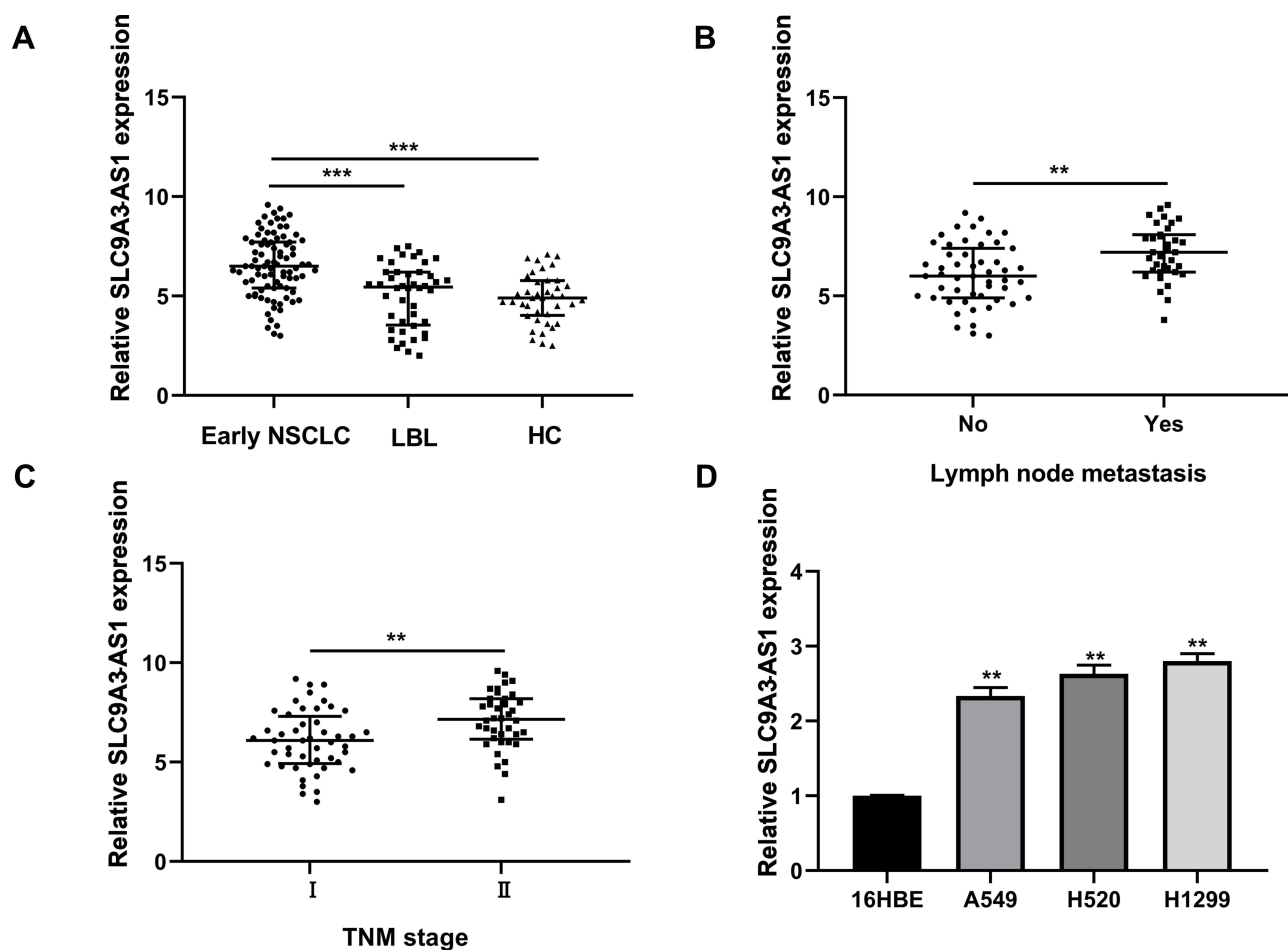 A
Relative SLC9A3-AS1 expression
15
10
5
0
***
***
Early NSCLC
LBL
HC
B
Relative SLC9A3-AS1 expression
15
10
5
0
**
No
Yes
Lymph node metastasis
C
Relative SLC9A3-AS1 expression
15
10
5
0
**
Ⅰ
Ⅱ
TNM stage
D
Relative SLC9A3-AS1 expression
4
3
2
1
0
**
**
**
16HBE
A549
H520
H1299